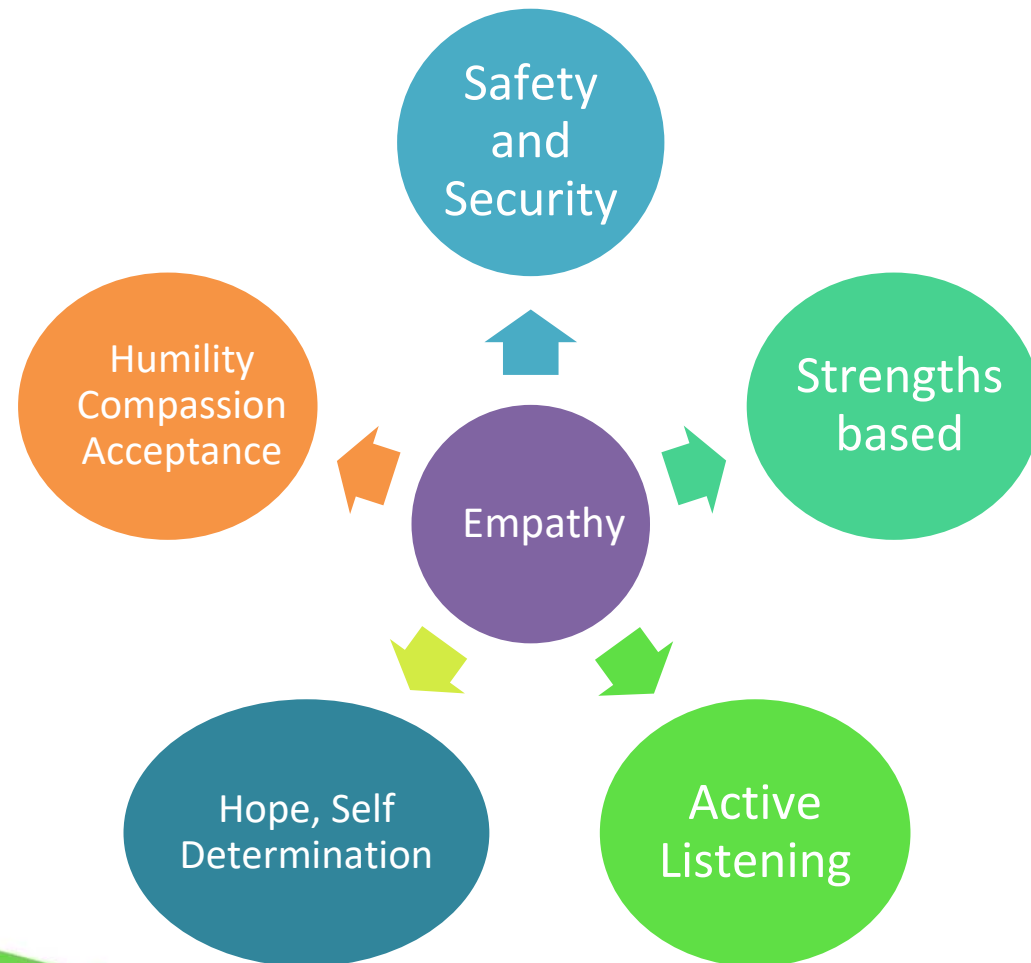 Safety
and
Security
Humility
Compassion
Acceptance
Strengths
based
Empathy
Hope, Self
Determination
Active
Listening